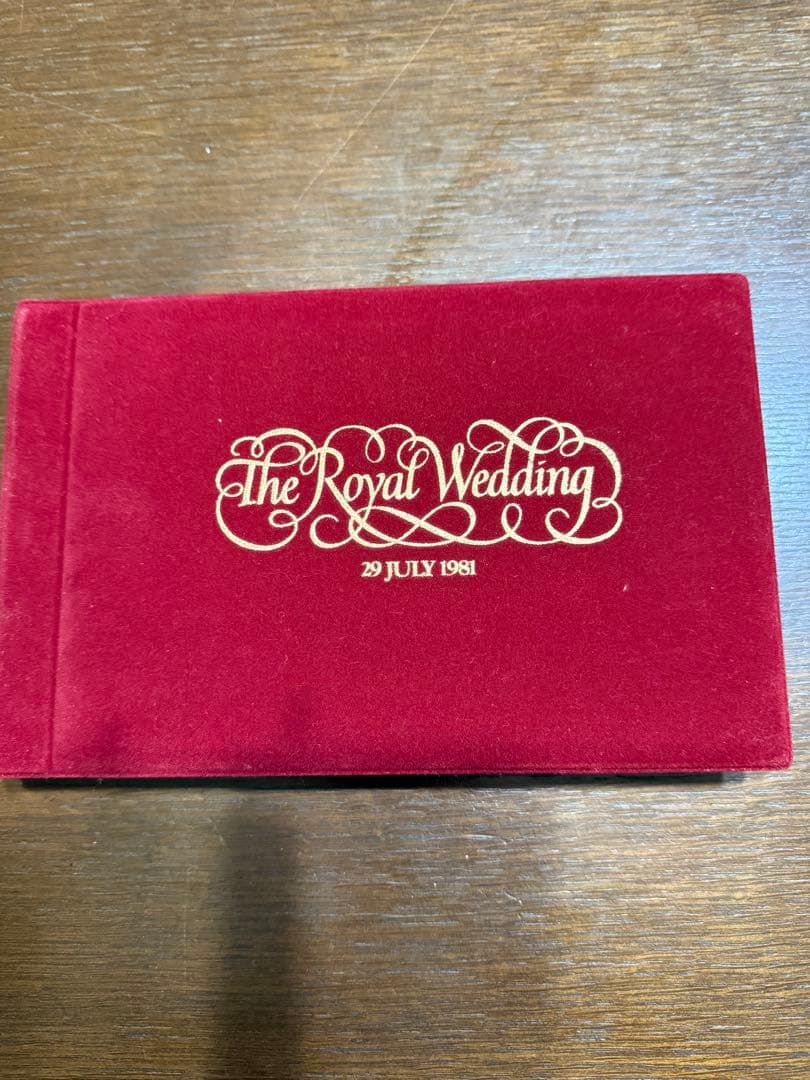 The Royal Wedding
29 JULY 1981